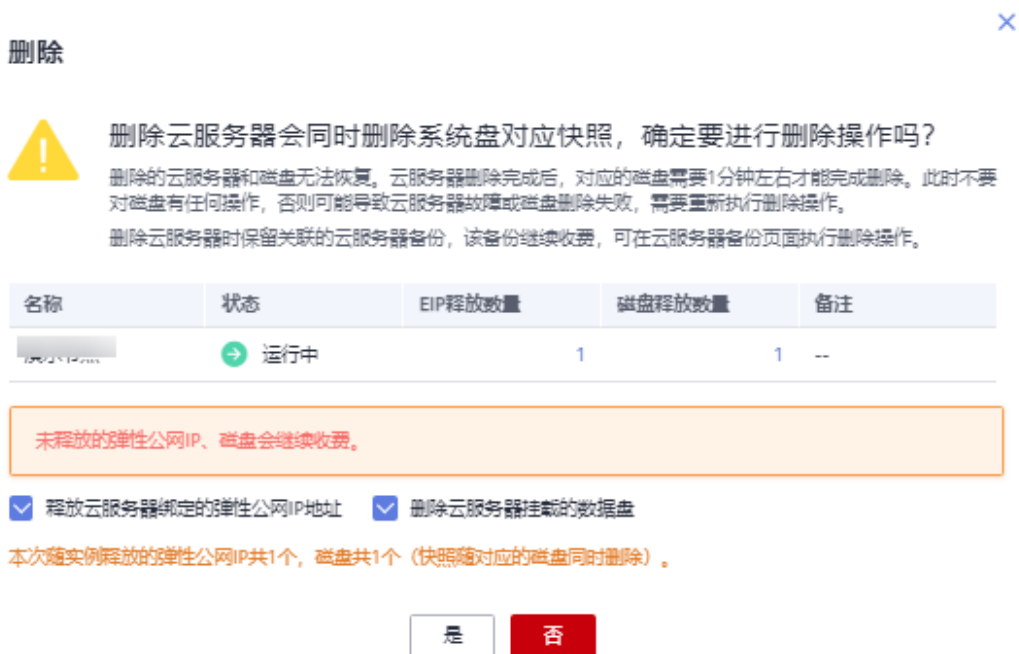 删除
删除云服务器会同时删除系统盘对应快照，确定要进行删除操作吗？
删除的云服务器和磁盘无法恢复。云服务器删除完成后，对应的磁盘需要1分钟左右才能完成删除。此时不要
对磁盘有任何操作，否则可能导致云服务器故障或磁盘删除失败，需要重新执行删除操作。
删除云服务器时保留关联的云服务器备份，该备份继续收费，可在云服务器备份页面执行删除操作。
名称 状态 EIP释放数量 磁盘释放数量 备注
运行中 1 1 --
未释放的弹性公网IP、磁盘会继续收费。
释放云服务器绑定的弹性公网IP地址 删除云服务器挂载的数据盘
本次随实例释放的弹性公网IP共1个，磁盘共1个（快照随对应的磁盘同时删除）。
是 否